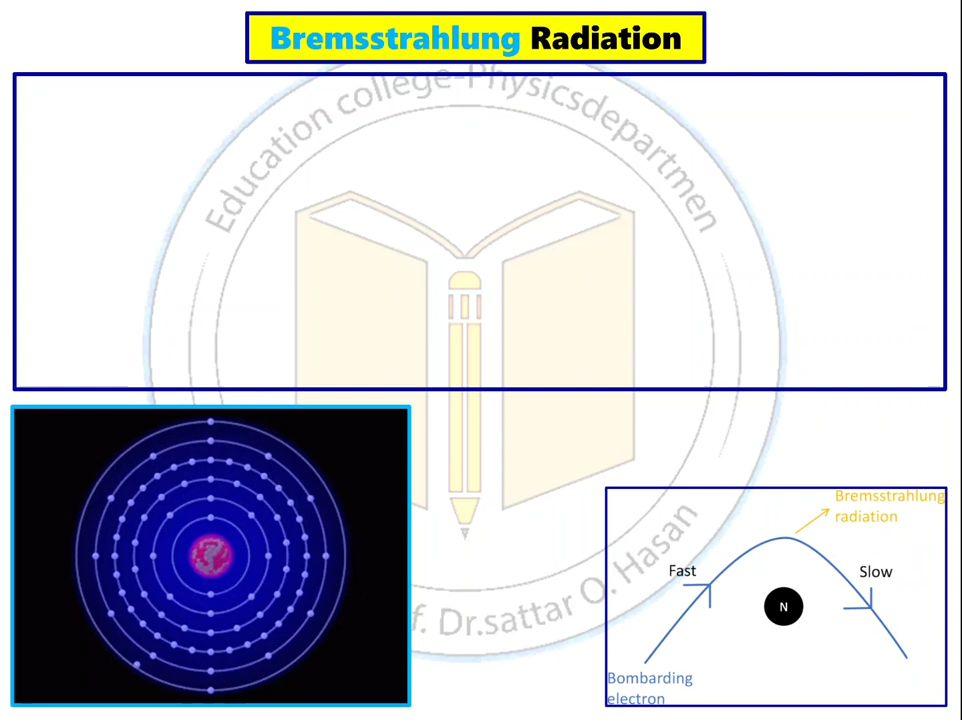 Bremsstrahlung Radiation
Education college-Physicsdepartmen
Bremsstrahlung
radiation
Fast
Slow
N
f. Dr.sattar O. Hasan
Bombarding
electron